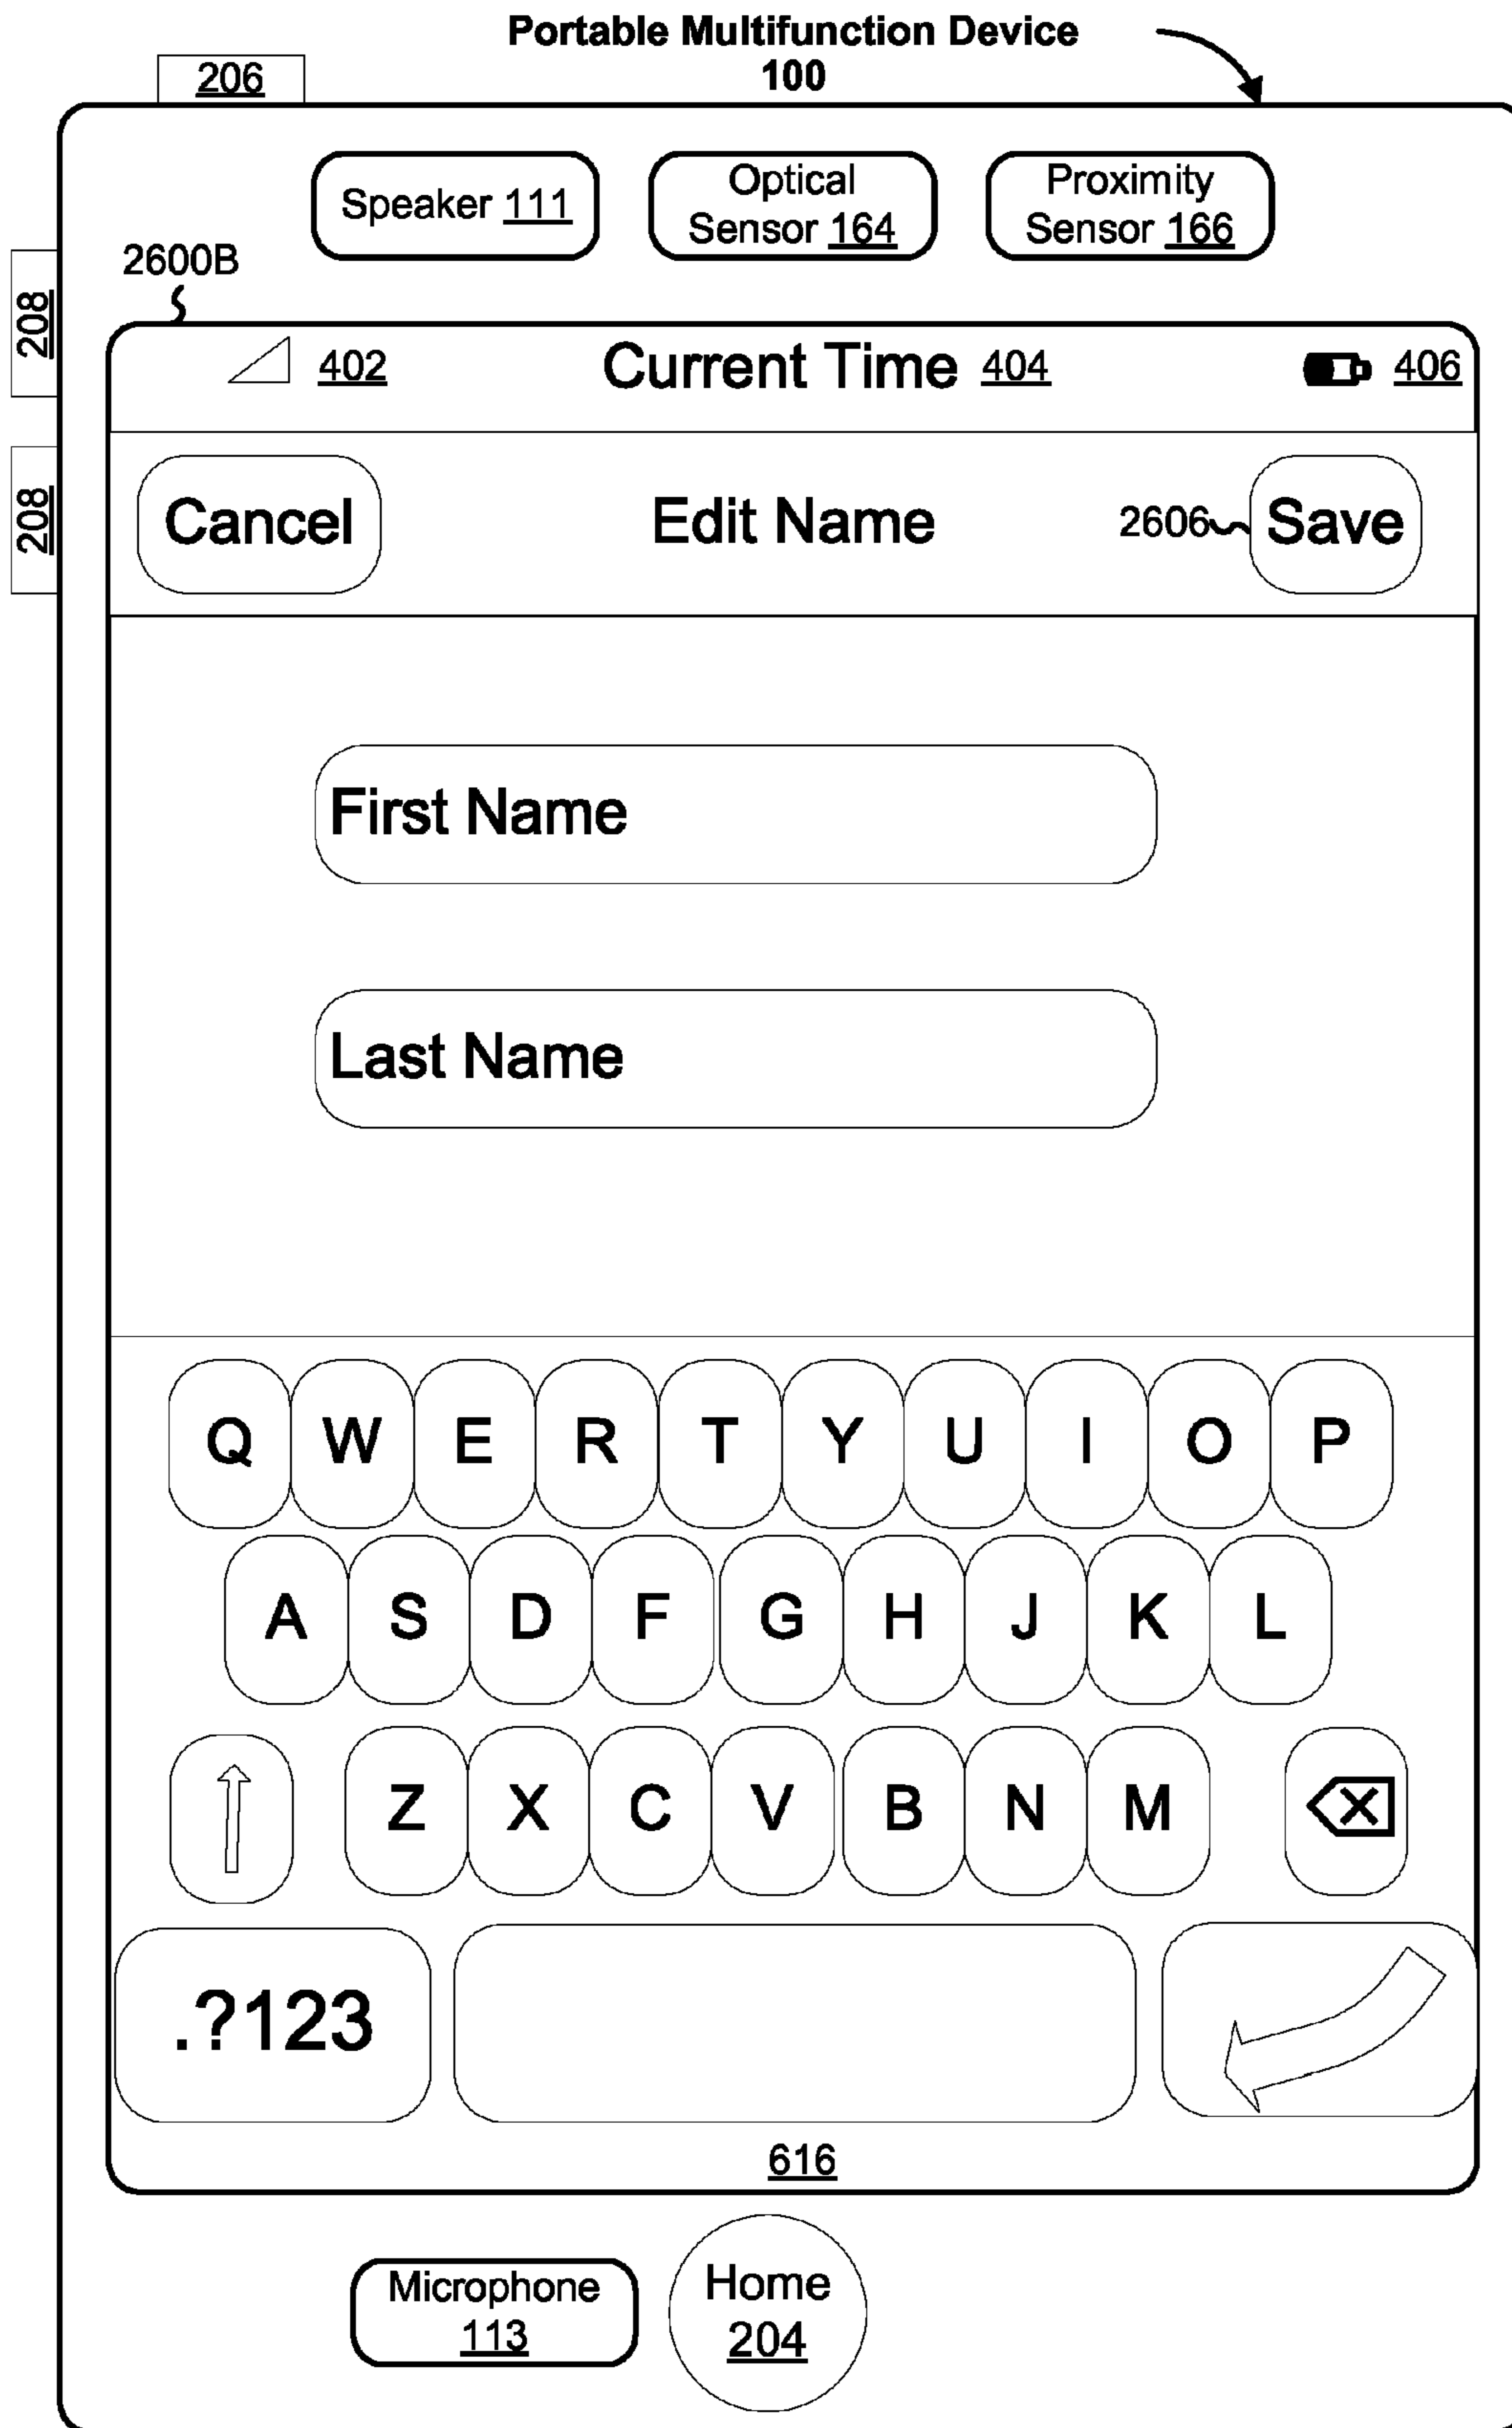 Portable Multifunction Device
100
206
Speaker 111
Optical
Sensor 164
Proximity
Sensor 166
2600B
208
402
Current Time 404
406
208
Cancel
Edit Name
2606
Save
First Name
Last Name
Q W E R T Y U I O P
A S D F G H J K L
Z X C V B N M
.?123
616
Microphone
113
Home
204